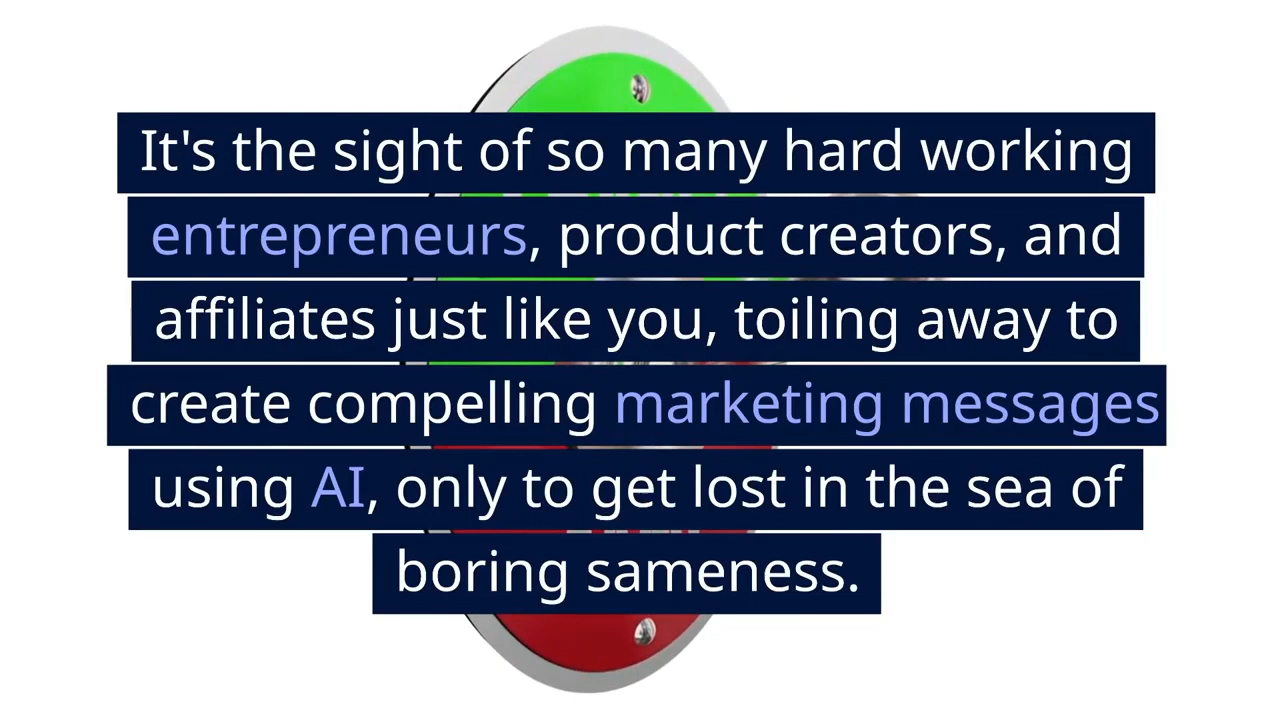 It's the sight of so many hard working
entrepreneurs, product creators, and
affiliates just like you, toiling away to
create compelling marketing messages
using AI, only to get lost in the sea of
boring sameness.